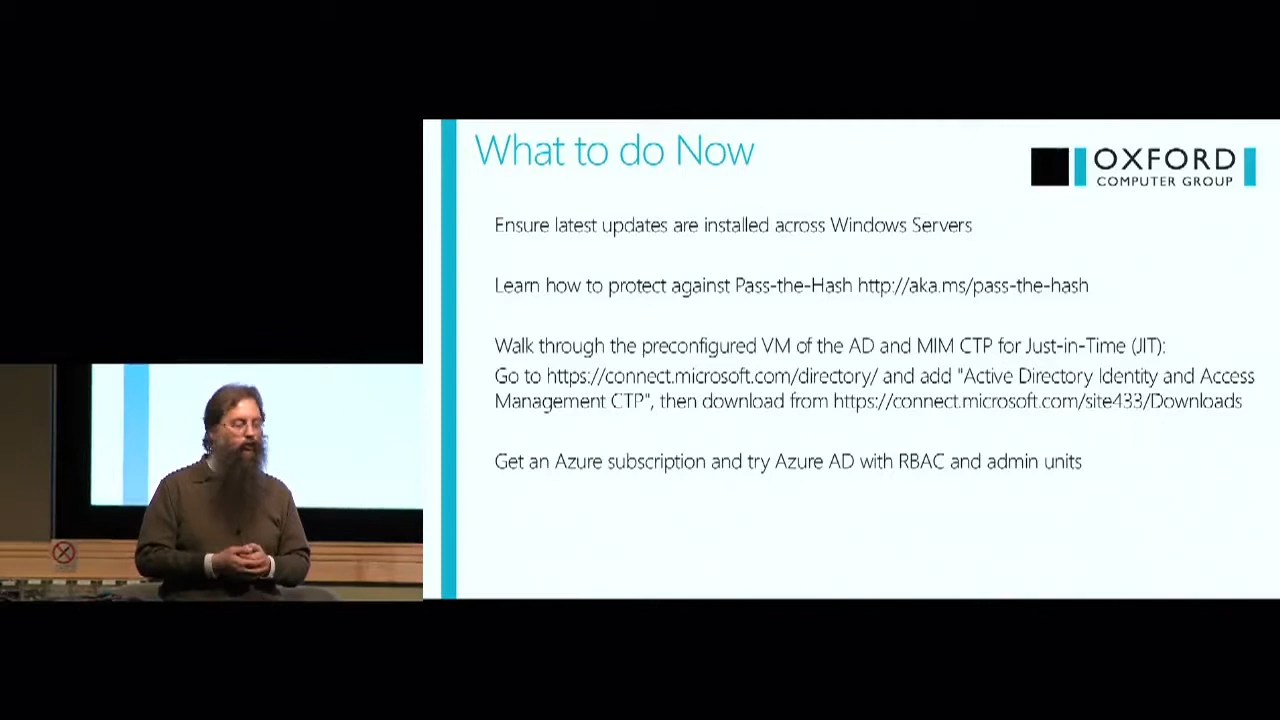 What to do Now
OXFORD
COMPUTER GROUP
Ensure latest updates are installed across Windows Servers
Learn how to protect against Pass-the-Hash http://aka.ms/pass-the-hash
Walk through the preconfigured VM of the AD and MIM CTP for Just-in-Time (JIT):
Go to https://connect.microsoft.com/directory/ and add "Active Directory Identity and Access
Management CTP", then download from https://connect.microsoft.com/site433/Downloads
Get an Azure subscription and try Azure AD with RBAC and admin units